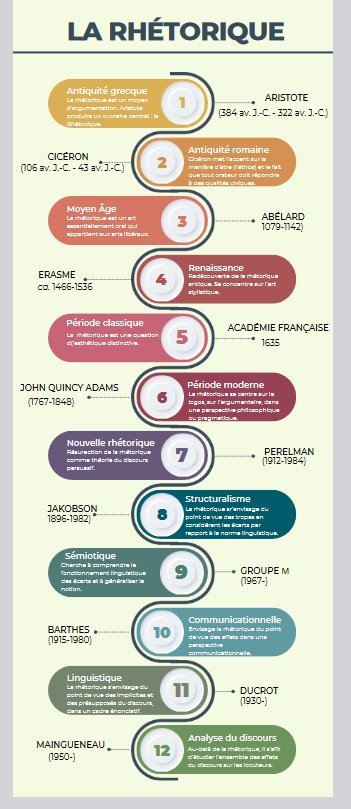 LA RHÉTORIQUE
Antiquité grecque
La rhétorique est un moyen
d'argumentation. Aristote
produire un ouvrahe central : la
Rhétorique.
1
ARISTOTE
(384 av. J.-C. - 322 av. J.-C.)
CICÉRON
(106 av. J.-C. - 43 av. J.-C.)
2
Antiquité romaine
Cicéron met l'accent sur la
manière d'être (l'éthos) et le fait
que tout orateur doit répondre
à des qualités civiques.
Moyen Âge
La rhétorique est un art
essentiellement oral qui
appartient aux arts libéraux.
3
ABÉLARD
1079-1142)
ERASME
ca. 1466-1536
4
Renaissance
Redécouverte de la rhétorique
antique. Se concentre sur l'art
stylistique.
Période classique
La rhétorique est une question
d'esthétique distinctive.
5
ACADÉMIE FRANÇAISE
1635
JOHN QUINCY ADAMS
(1767-1848)
6
Période moderne
La rhétorique se centre sur le
logos, sur l'argumentaire, dans
une perspective philosophique
ou pragmatique.
Nouvelle rhétorique
Résurection de la rhétorique
comme théorie du discours
persuasif.
7
PERELMAN
(1912-1984)
JAKOBSON
1896-1982)
8
Structuralisme
La rhétorique s'envisage du
point de vue des tropes en
considérant les écarts par
rapport à la norme linguistique.
Sémiotique
Cherche à comprendre le
fonctionnement linguistique
des écarts et à généraliser la
notion.
9
GROUPE M
(1967-)
BARTHES
(1915-1980)
10
Communicationnelle
Envisage la rhétorique du point
de vue des effets dans une
perspective
communicationnelle.
Linguistique
La rhétorique s'envisage du
point de vue des implicites et
des présupposés du discours,
dans un cadre énonciatif.
11
DUCROT
(1930-)
MAINGUENEAU
(1950-)
12
Analyse du discours
Au-delà de la rhétorique, il s'afit
d'étudier l'ensemble des effets
du discours sur les locuteurs.